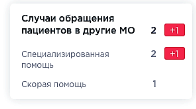 Случаи обращения
пациентов в другие МО 2 +1
Специализированная
помощь 2 +1
Скорая помощь 1